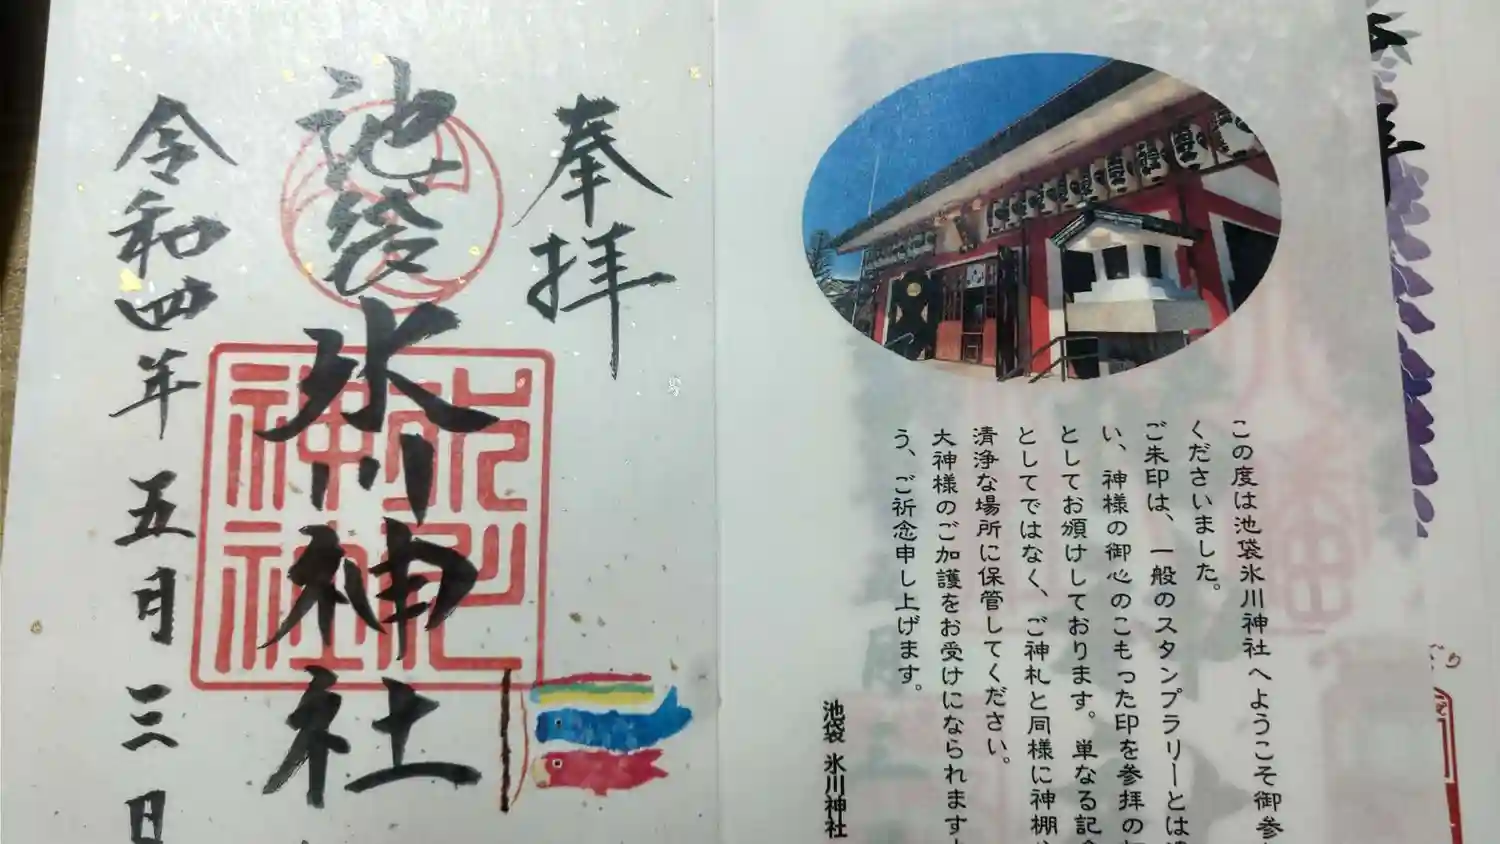 奉拝
池袋氷川神社
令和四年五月三日
この度は池袋氷川神社へようこそ御参
くださいました。
ご朱印は、一般のスタンプラリーとは
い、神様の御心のこもった印を参拝の
としてお頒けしております。単なる記
としてではなく、ご神札と同様に神棚や
清浄な場所に保管してください。
大神様のご加護をお受けになられます
う、ご祈念申し上げます。
池袋 氷川神社